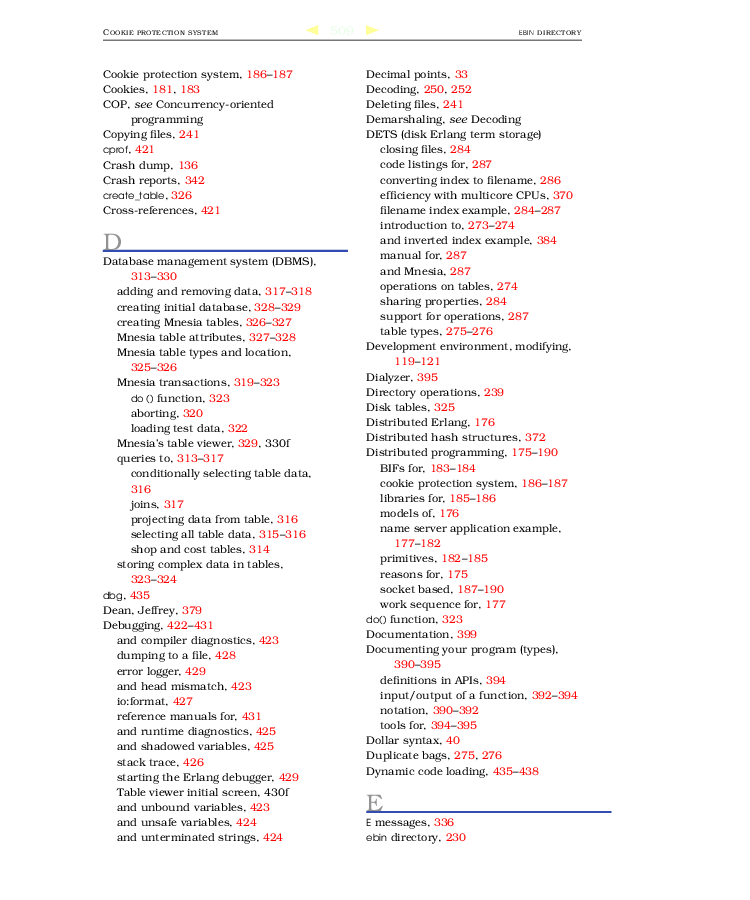 COOKIE PROTECTION SYSTEM
509
EBIN DIRECTORY
Cookie protection system, 186–187
Cookies, 181, 183
COP, see Concurrency-oriented
programming
Copying files, 241
cprof, 421
Crash dump, 136
Crash reports, 342
create_table, 326
Cross-references, 421
D
Database management system (DBMS),
313–330
adding and removing data, 317–318
creating initial database, 328–329
creating Mnesia tables, 326–327
Mnesia table attributes, 327–328
Mnesia table types and location,
325–326
Mnesia transactions, 319–323
do () function, 323
aborting, 320
loading test data, 322
Mnesia's table viewer, 329, 330f
queries to, 313–317
conditionally selecting table data,
316
joins, 317
projecting data from table, 316
selecting all table data, 315–316
shop and cost tables, 314
storing complex data in tables,
323–324
dbg, 435
Dean, Jeffrey, 379
Debugging, 422–431
and compiler diagnostics, 423
dumping to a file, 428
error logger, 429
and head mismatch, 423
io:format, 427
reference manuals for, 431
and runtime diagnostics, 425
and shadowed variables, 425
stack trace, 426
starting the Erlang debugger, 429
Table viewer initial screen, 430f
and unbound variables, 423
and unsafe variables, 424
and unterminated strings, 424
Decimal points, 33
Decoding, 250, 252
Deleting files, 241
Demarshaling, see Decoding
DETS (disk Erlang term storage)
closing files, 284
code listings for, 287
converting index to filename, 286
efficiency with multicore CPUs, 370
filename index example, 284–287
introduction to, 273–274
and inverted index example, 384
manual for, 287
and Mnesia, 287
operations on tables, 274
sharing properties, 284
support for operations, 287
table types, 275–276
Development environment, modifying,
119–121
Dialyzer, 395
Directory operations, 239
Disk tables, 325
Distributed Erlang, 176
Distributed hash structures, 372
Distributed programming, 175–190
BIFs for, 183–184
cookie protection system, 186–187
libraries for, 185–186
models of, 176
name server application example,
177–182
primitives, 182–185
reasons for, 175
socket based, 187–190
work sequence for, 177
do() function, 323
Documentation, 399
Documenting your program (types),
390–395
definitions in APIs, 394
input/output of a function, 392–394
notation, 390–392
tools for, 394–395
Dollar syntax, 40
Duplicate bags, 275, 276
Dynamic code loading, 435–438
E
E messages, 336
ebin directory, 230